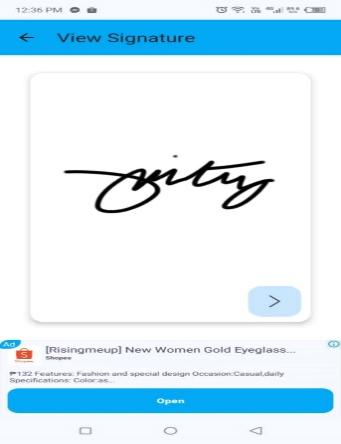 12:36 PM
View Signature
Ad
[Risingmeup] New Women Gold Eyeglass...
Shopee
₱132 Features: Fashion and special design Occasion:Casual,daily
Specifications: Color:as...
Open